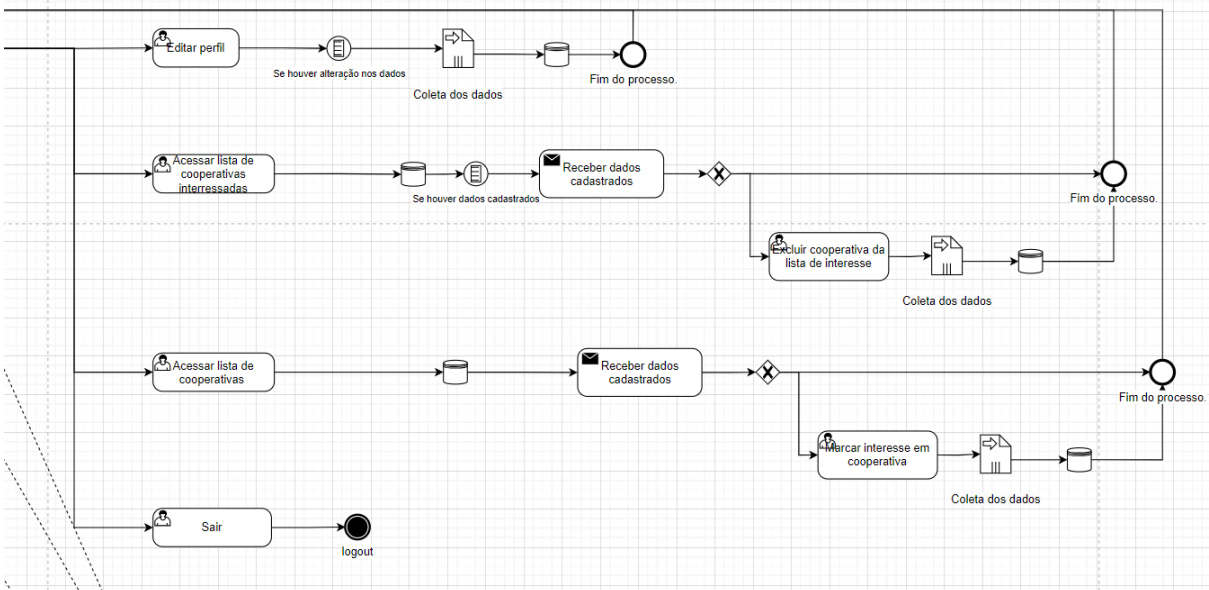 Editar perfil
Se houver alteração nos dados
Coleta dos dados
Fim do processo.
Acessar lista de
cooperativas
interressadas
Se houver dados cadastrados
Receber dados
cadastrados
Fim do processo.
Excluir cooperativa da
lista de interesse
Coleta dos dados
Acessar lista de
cooperativas
Receber dados
cadastrados
Fim do processo.
Marcar interesse em
cooperativa
Coleta dos dados
Sair
logout